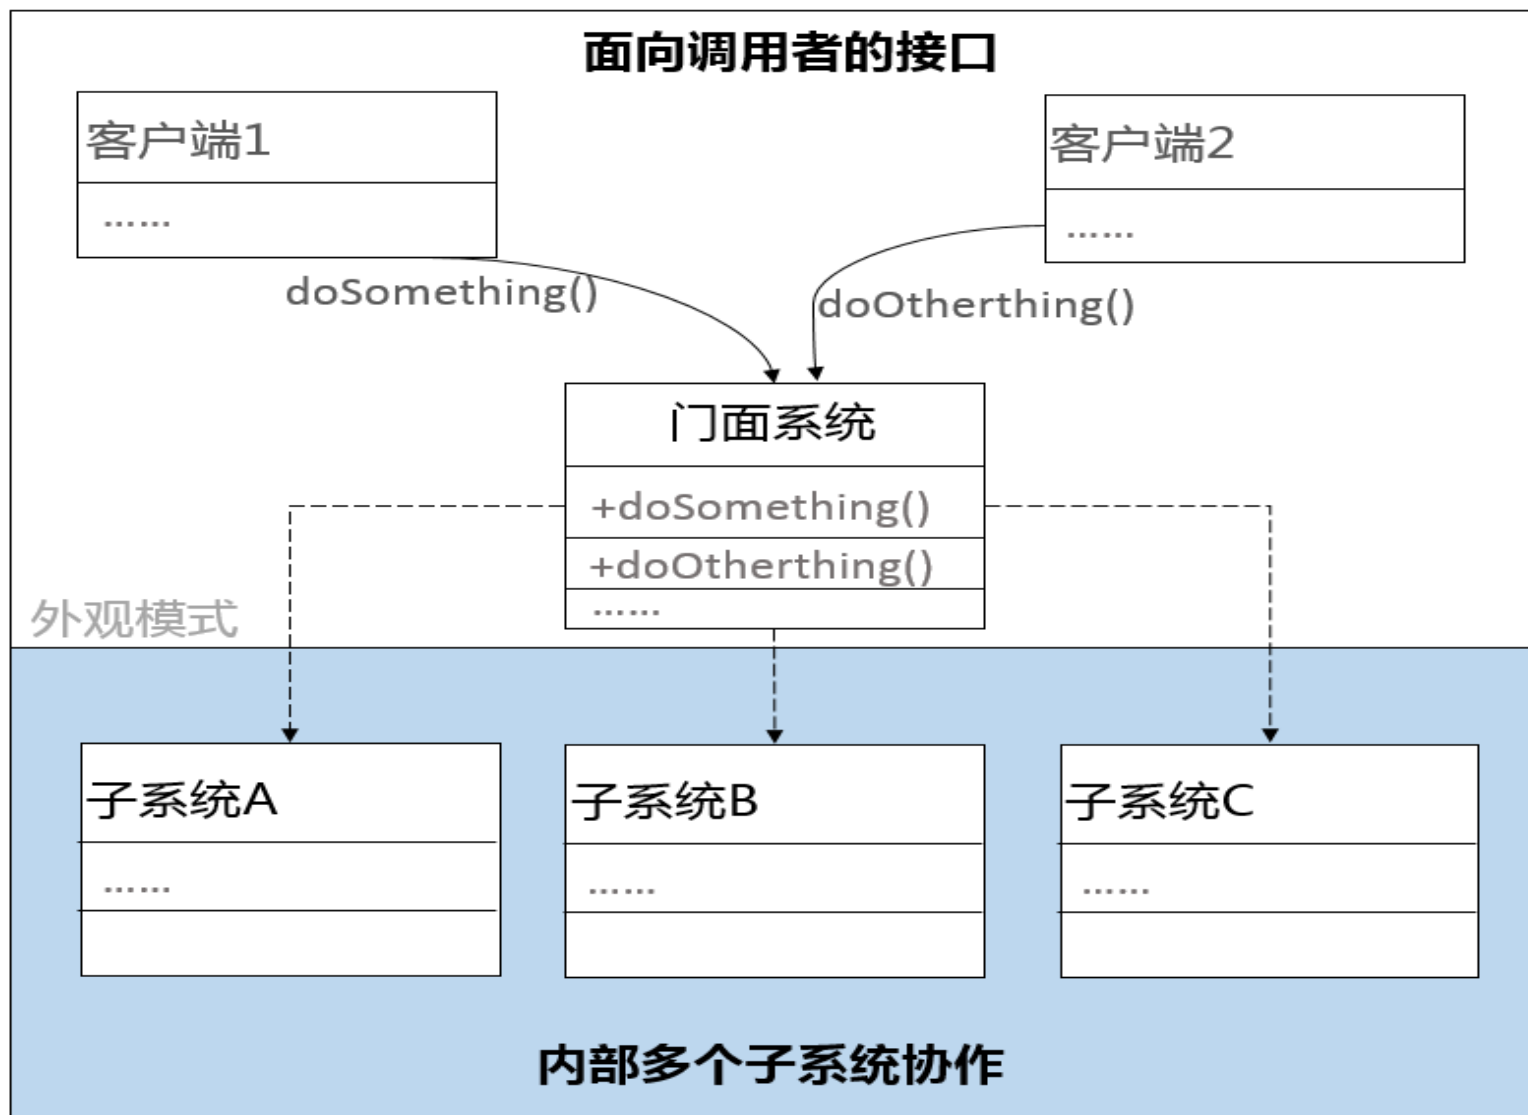 面向调用者的接口
客户端1
……
客户端2
……
doSomething()
doOtherthing()
门面系统
+doSomething()
+doOtherthing()
……
外观模式
子系统A
……
子系统B
……
子系统C
……
内部多个子系统协作